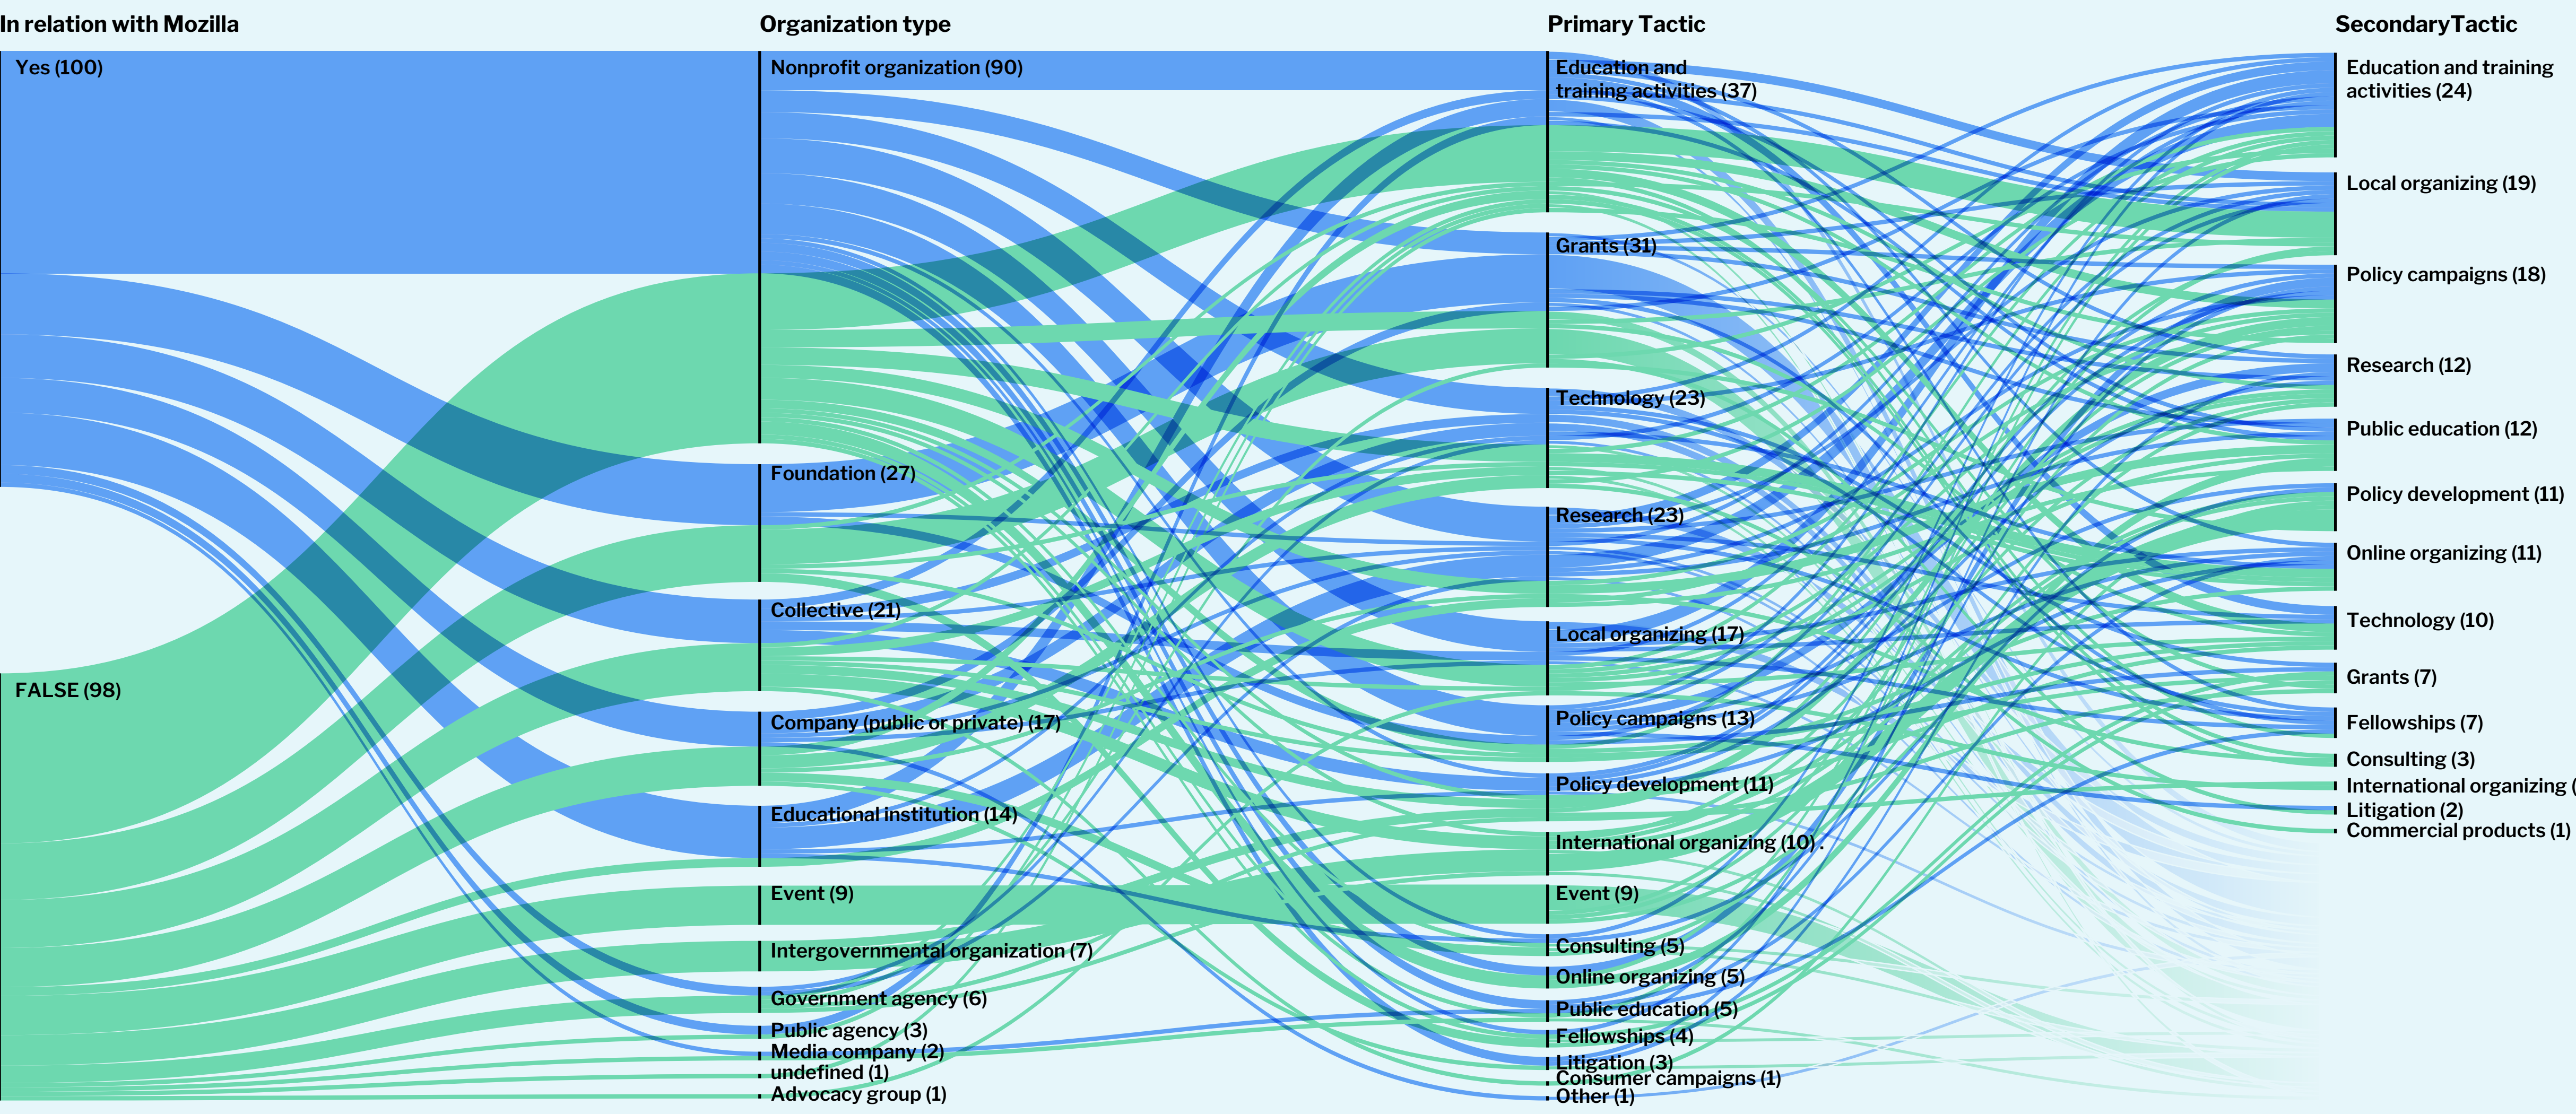 In relation with Mozilla
Yes (100)
FALSE (98)
Organization type
Nonprofit organization (90)
Foundation (27)
Collective (21)
Company (public or private) (17)
Educational institution (14)
Event (9)
Intergovernmental organization (7)
Government agency (6)
Public agency (3)
Media company (2)
undefined (1)
Advocacy group (1)
Primary Tactic
Education and
training activities (37)
Grants (31)
Technology (23)
Research (23)
Local organizing (17)
Policy campaigns (13)
Policy development (11)
International organizing (10) .
Event (9)
Consulting (5)
Online organizing (5)
Public education (5)
Fellowships (4)
Litigation (3)
Consumer campaigns (1)
Other (1)
SecondaryTactic
Education and training
activities (24)
Local organizing (19)
Policy campaigns (18)
Research (12)
Public education (12)
Policy development (11)
Online organizing (11)
Technology (10)
Grants (7)
Fellowships (7)
Consulting (3)
International organizing (
Litigation (2)
Commercial products (1)